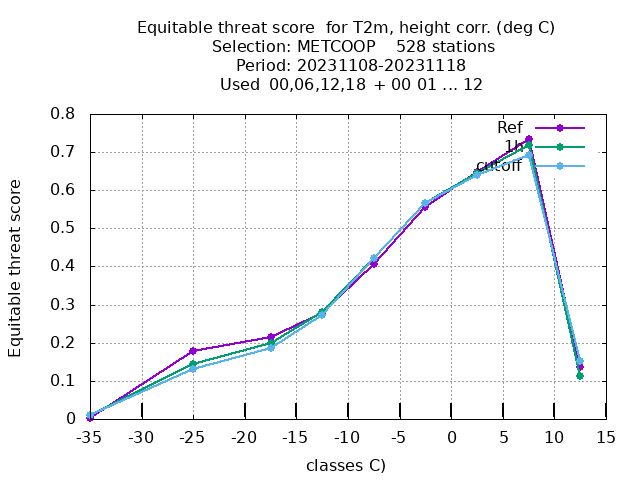 Equitable threat score  for T2m, height corr. (deg C)
Selection: METCOOP    528 stations
Period: 20231108-20231118
Used  00,06,12,18  + 00 01 ... 12
Equitable threat score
0.8
0.7
0.6
0.5
0.4
0.3
0.2
0.1
0
Ref
1h
cutoff
-35 -30 -25 -20 -15 -10 -5 0 5 10 15
classes C)